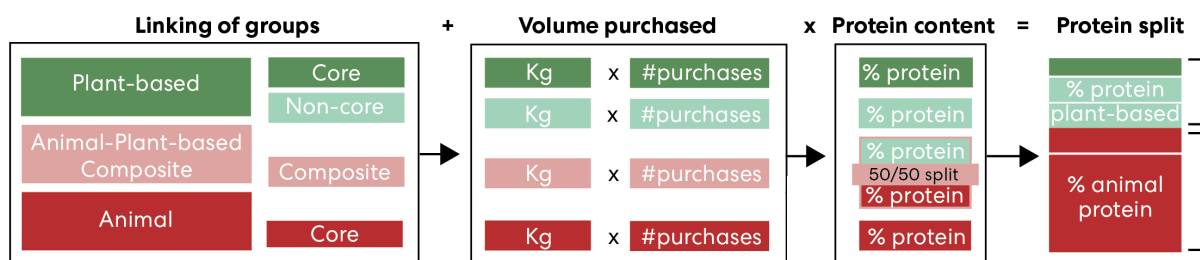 Linking of groups + Volume purchased x Protein content = Protein split
Plant-based
Core
Non-core
Animal-Plant-based
Composite
Composite
Animal
Core
Kg x #purchases
Kg x #purchases
Kg x #purchases
Kg x #purchases
% protein
% protein
% protein
50/50 split
% protein
% protein
% protein
plant-based
% animal
protein